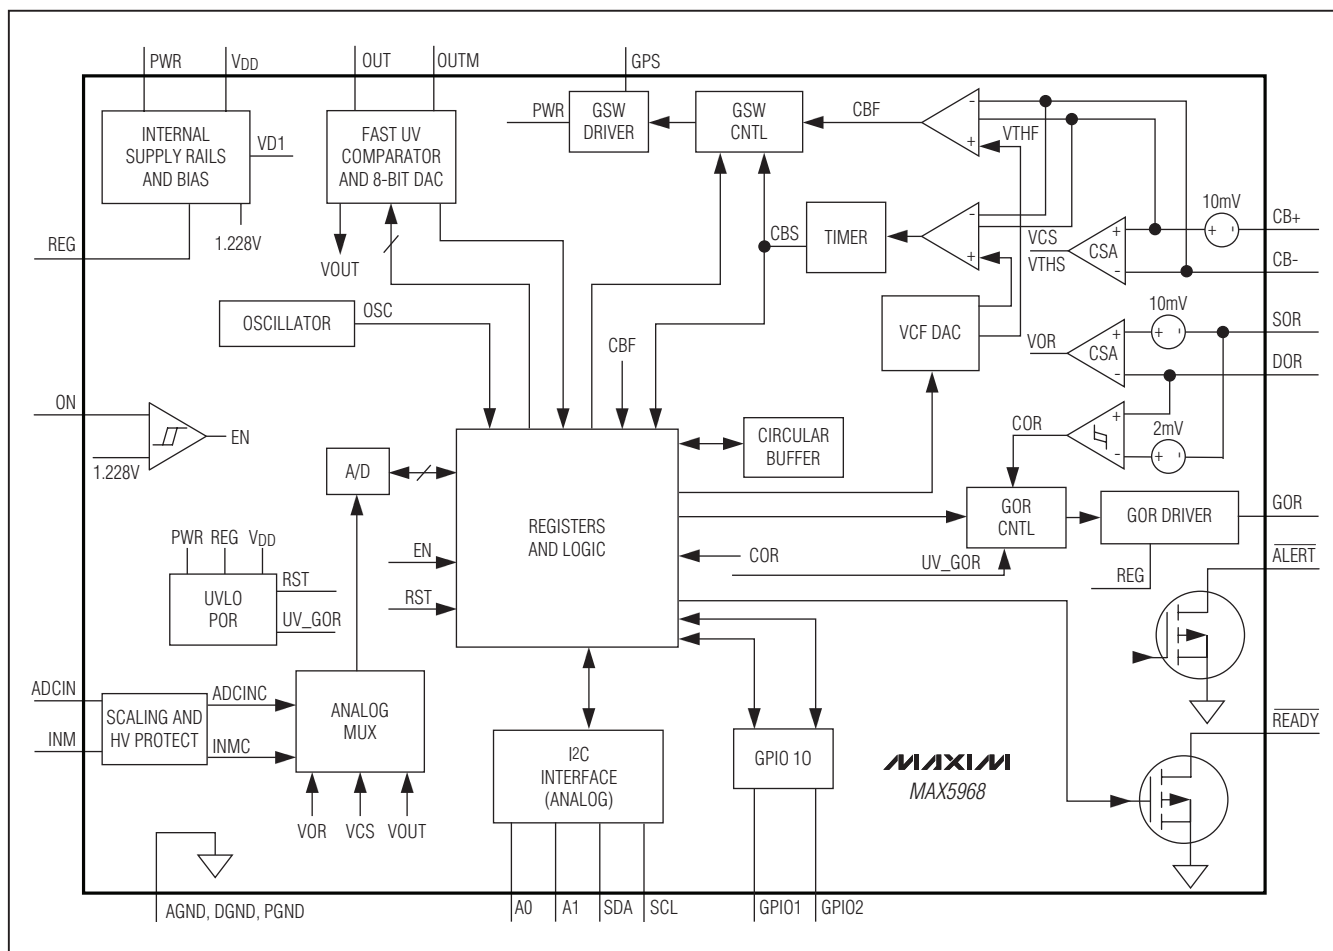 PWR
VDD
OUT
OUTM
GPS
INTERNAL
SUPPLY RAILS
AND BIAS
VD1
1.228V
REG
FAST UV
COMPARATOR
AND 8-BIT DAC
VOUT
PWR
GSW
DRIVER
GSW
CNTL
CBF
VTHF
-
+
CBS
TIMER
-
+
VCF DAC
VCS
VTHS
CSA
+
-
10mV
+ -
CB+
CB-
10mV
+ -
SOR
DOR
VOR
CSA
+
-
COR
+
-
2mV
+ -
OSCILLATOR
OSC
CBF
ON
1.228V
EN
A/D
REGISTERS
AND LOGIC
CIRCULAR
BUFFER
GOR
CNTL
GOR DRIVER
GOR
ALERT
COR
UV_GOR
REG
EN
RST
PWR
REG
VDD
UVLO
POR
RST
UV_GOR
ADCIN
INM
SCALING AND
HV PROTECT
ADCINC
INMC
ANALOG
MUX
VOR
VCS
VOUT
I2C
INTERFACE
(ANALOG)
GPIO 10
MAXIM
MAX5968
READY
AGND, DGND, PGND
A0
A1
SDA
SCL
GPIO1
GPIO2